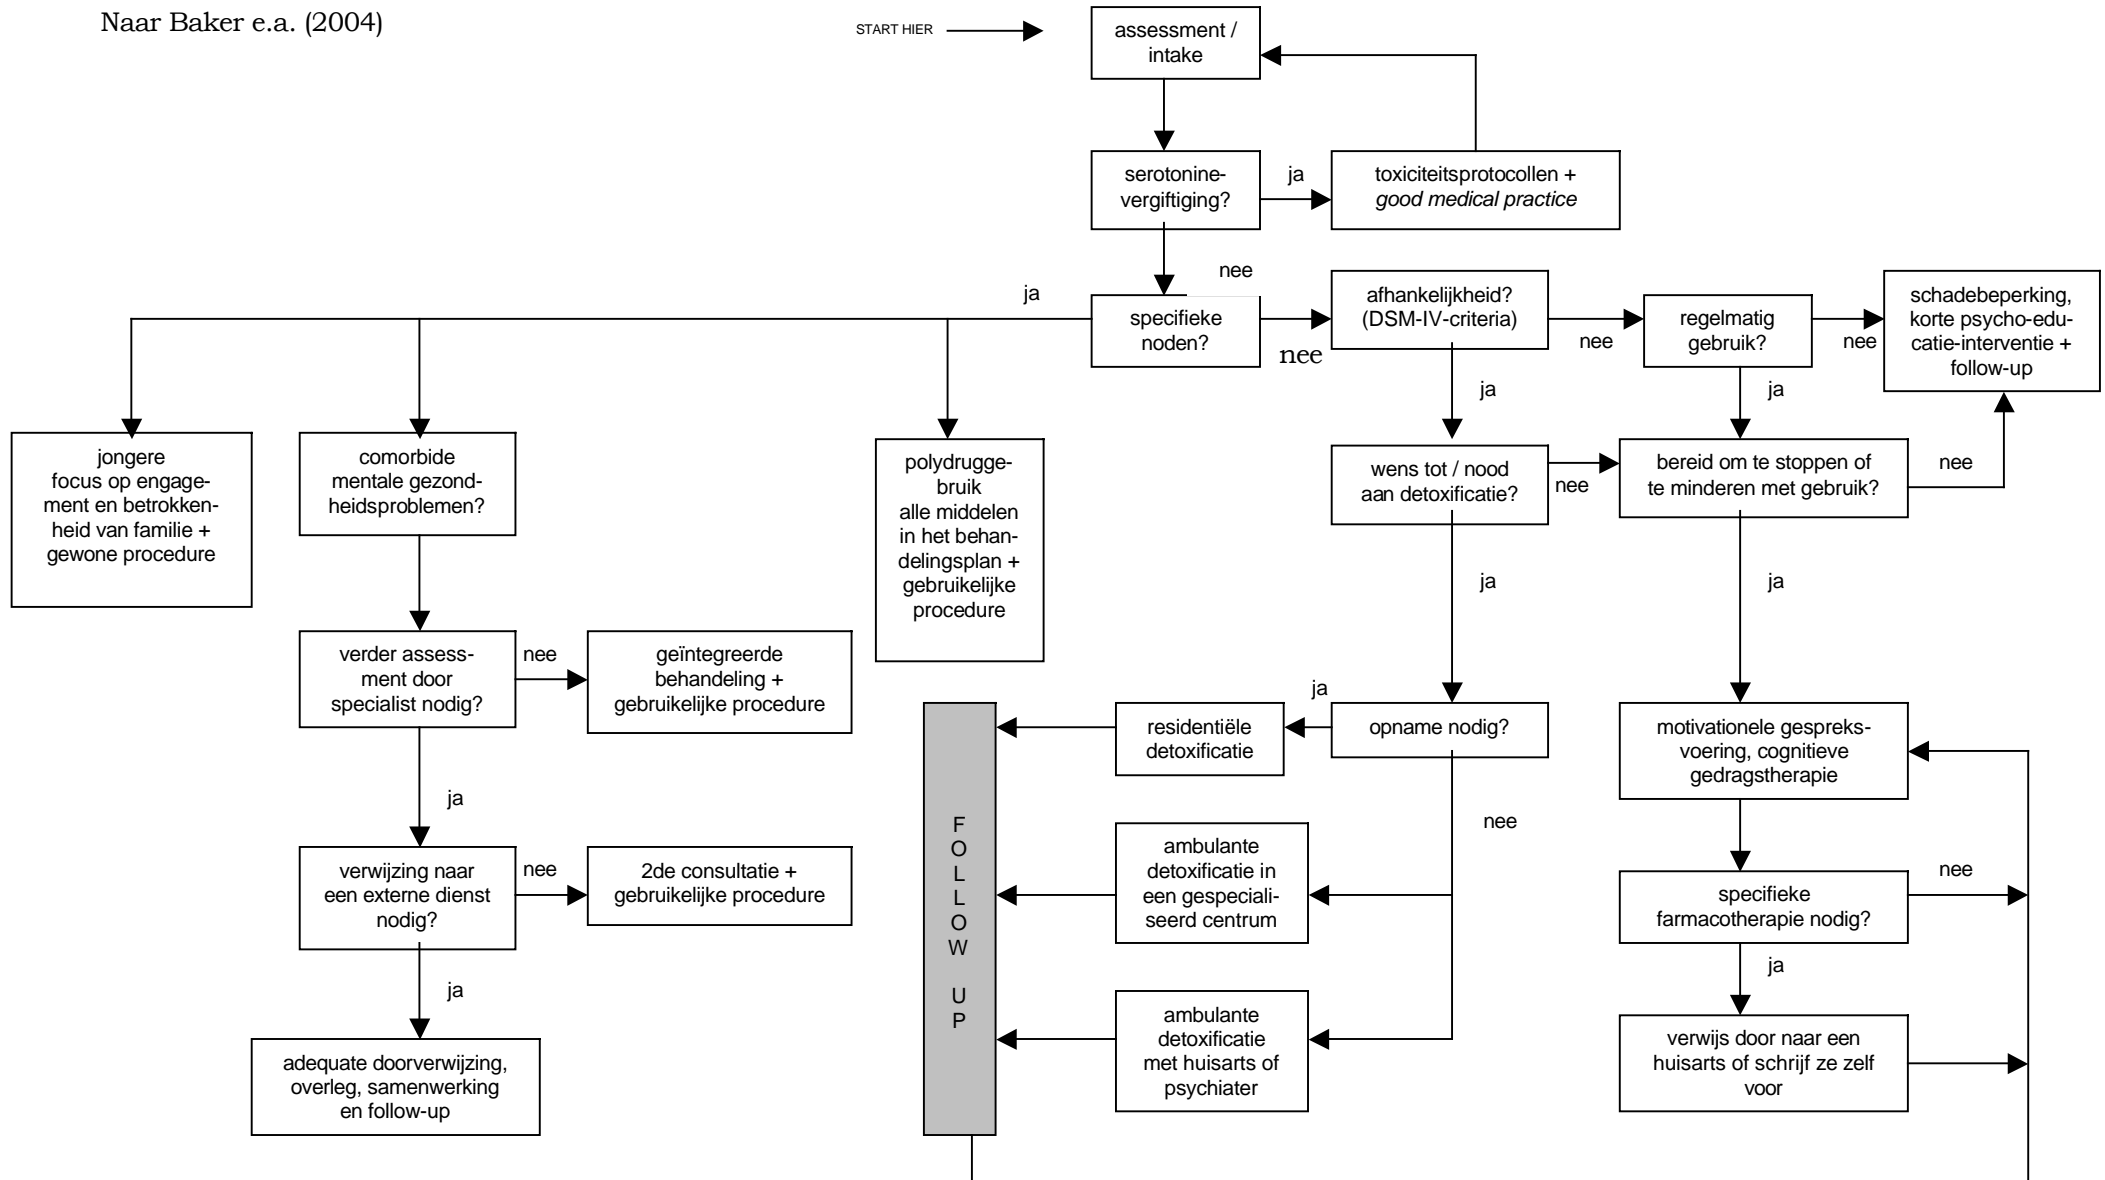 Naar Baker e.a. (2004)
START HIER
assessment /
intake
serotonine-
vergiftiging?
ja
toxiciteitsprotocollen +
good medical practice
nee
ja
specifieke
noden?
nee
afhankelijkheid?
(DSM-IV-criteria)
nee
regelmatig
gebruik?
nee
schadebeperking,
korte psycho-edu-
catie-interventie +
follow-up
ja
ja
jongere
focus op engage-
ment en betrokken-
heid van familie +
gewone procedure
comorbide
mentale gezond-
heidsproblemen?
polydrugge-
bruik
alle middelen
in het behan-
delingsplan +
gebruikelijke
procedure
wens tot / nood
aan detoxificatie?
nee
bereid om te stoppen of
te minderen met gebruik?
nee
ja
ja
verder assess-
ment door
specialist nodig?
nee
geïntegreerde
behandeling +
gebruikelijke procedure
ja
verwijzing naar
een externe dienst
nodig?
nee
2de consultatie +
gebruikelijke procedure
ja
adequate doorverwijzing,
overleg, samenwerking
en follow-up
F
O
L
L
O
W
U
P
residentiële
detoxificatie
ja
opname nodig?
nee
ambulante
detoxificatie in
een gespeciali-
seerd centrum
ambulante
detoxificatie
met huisarts of
psychiater
motivationele gespreks-
voering, cognitieve
gedragstherapie
specifieke
farmacotherapie nodig?
nee
ja
verwijs door naar een
huisarts of schrijf ze zelf
voor